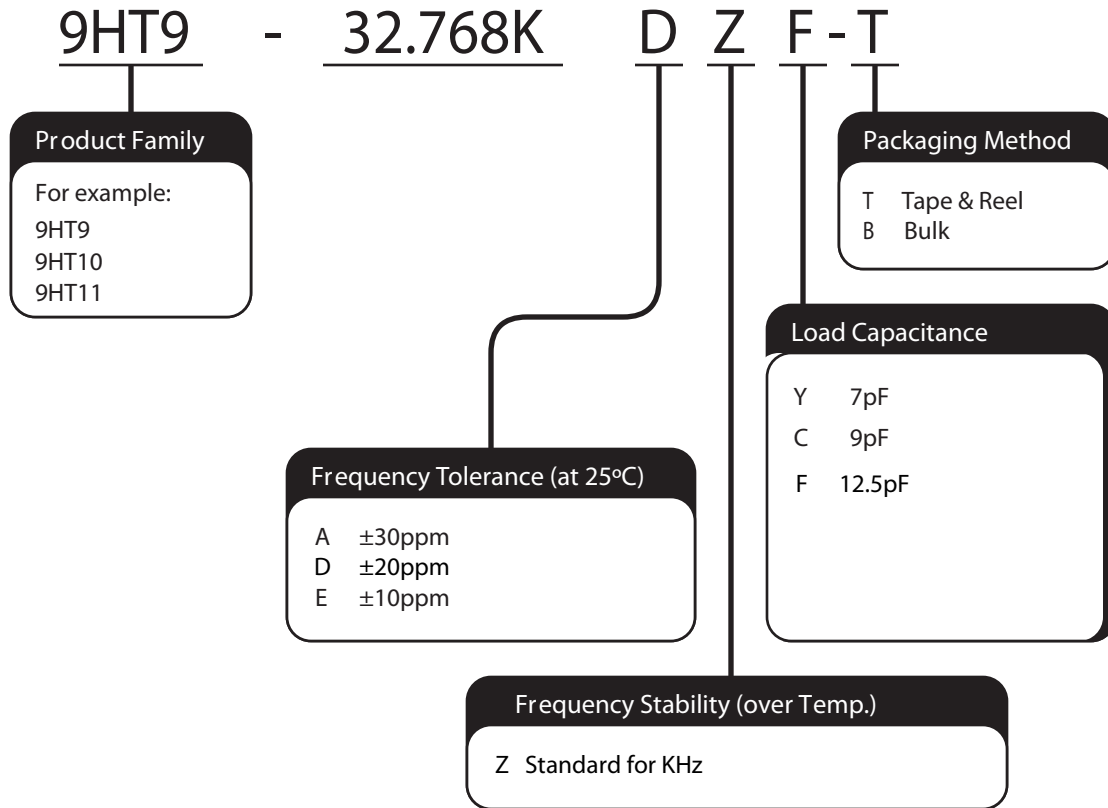 9HT9 - 32.768K D Z F - T
Product Family
For example:
9HT9
9HT10
9HT11
Packaging Method
T Tape & Reel
B Bulk
Load Capacitance
Y 7pF
C 9pF
F 12.5pF
Frequency Tolerance (at 25ºC)
A ±30ppm
D ±20ppm
E ±10ppm
Frequency Stability (over Temp.)
Z Standard for KHz